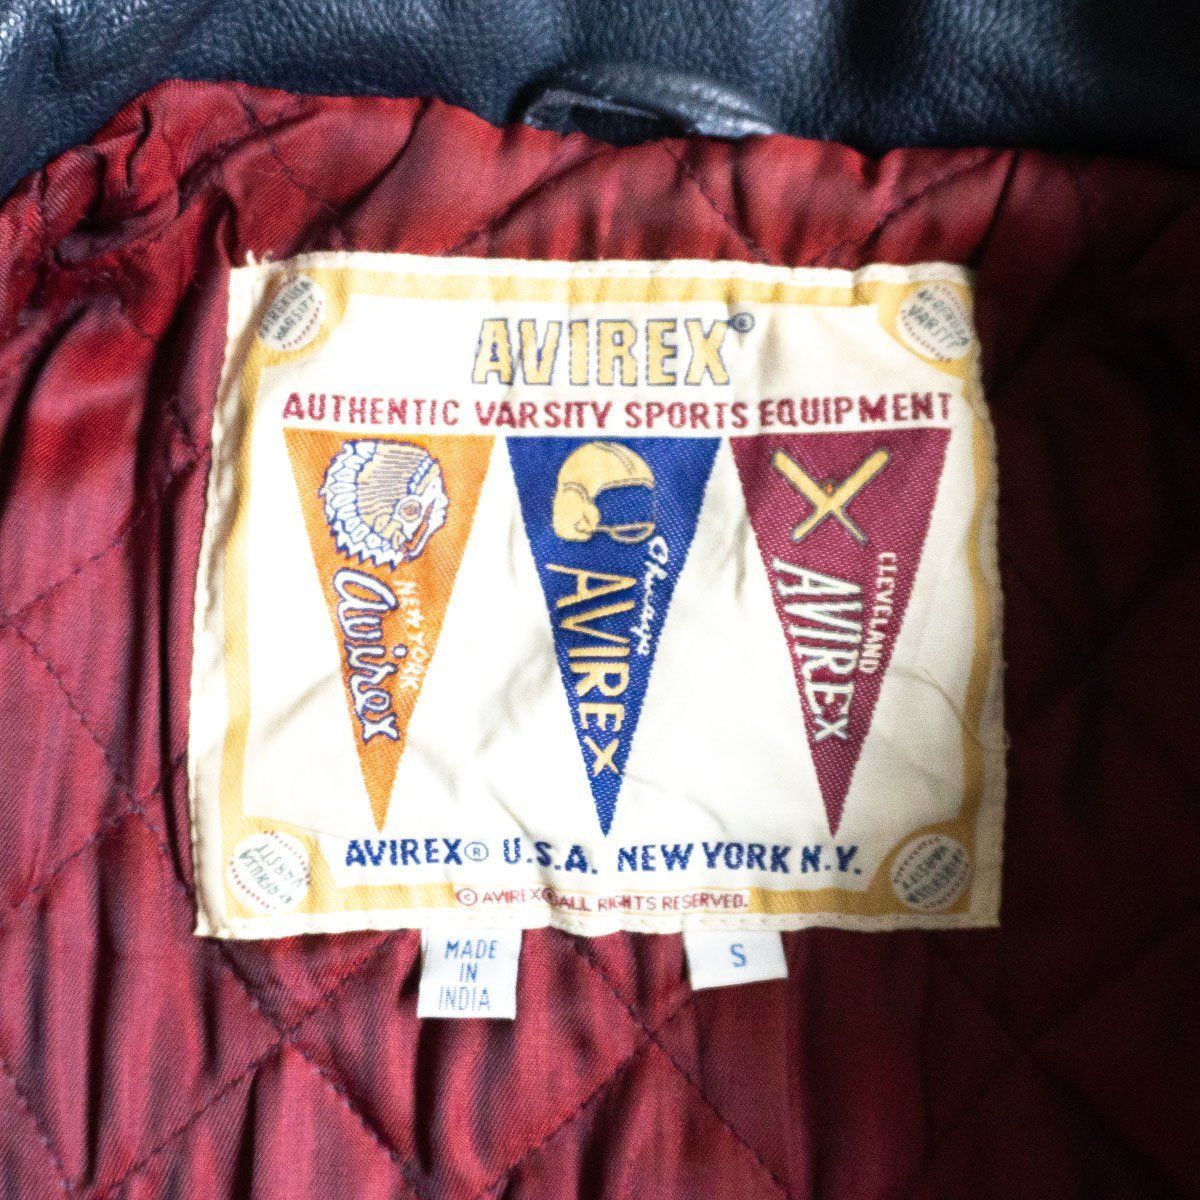 AVIREX®
AUTHENTIC VARSITY SPORTS EQUIPMENT
NEW YORK
avirex
Chicago
AVIREX
CLEVELAND
AVIREX
AVIREX® U.S.A. NEW YORK N.Y.
© AVIREX® ALL RIGHTS RESERVED.
MADE
IN
INDIA
S